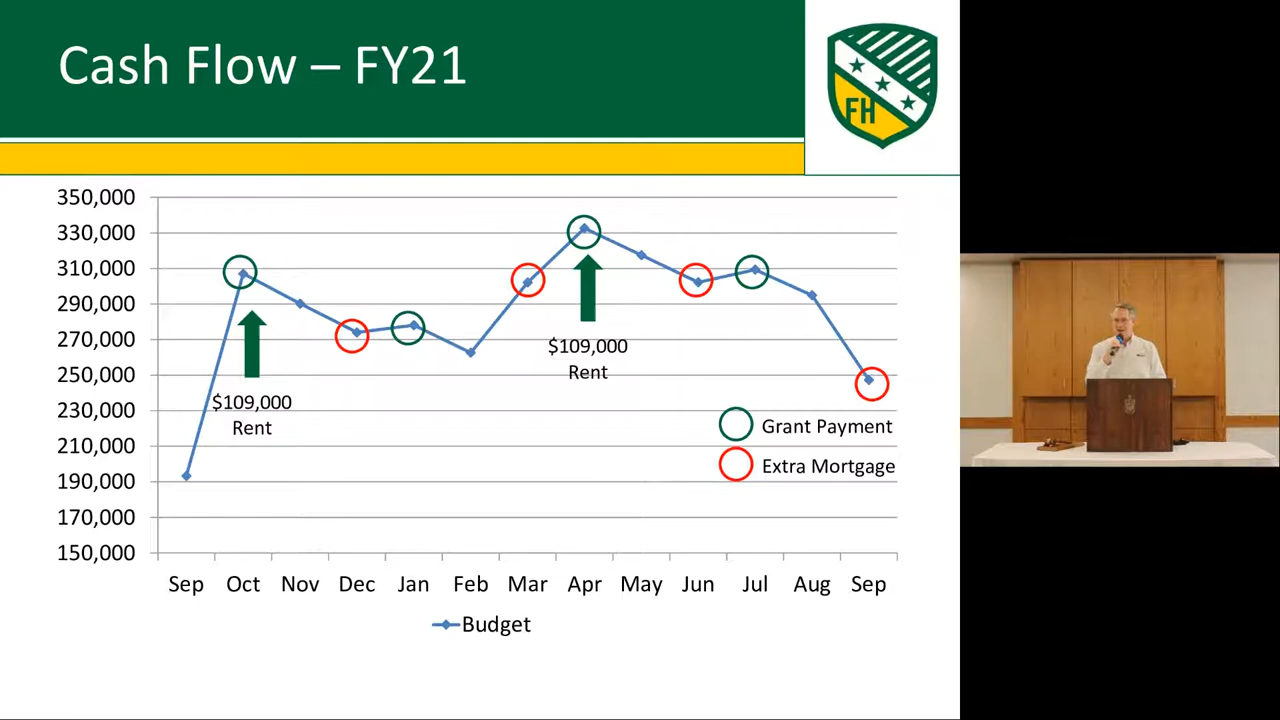 Cash Flow – FY21
FH
350,000
330,000
310,000
290,000
270,000
250,000
230,000
210,000
190,000
170,000
150,000
$109,000
Rent
$109,000
Rent
Grant Payment
Extra Mortgage
Sep Oct Nov Dec Jan Feb Mar Apr May Jun Jul Aug Sep
Budget